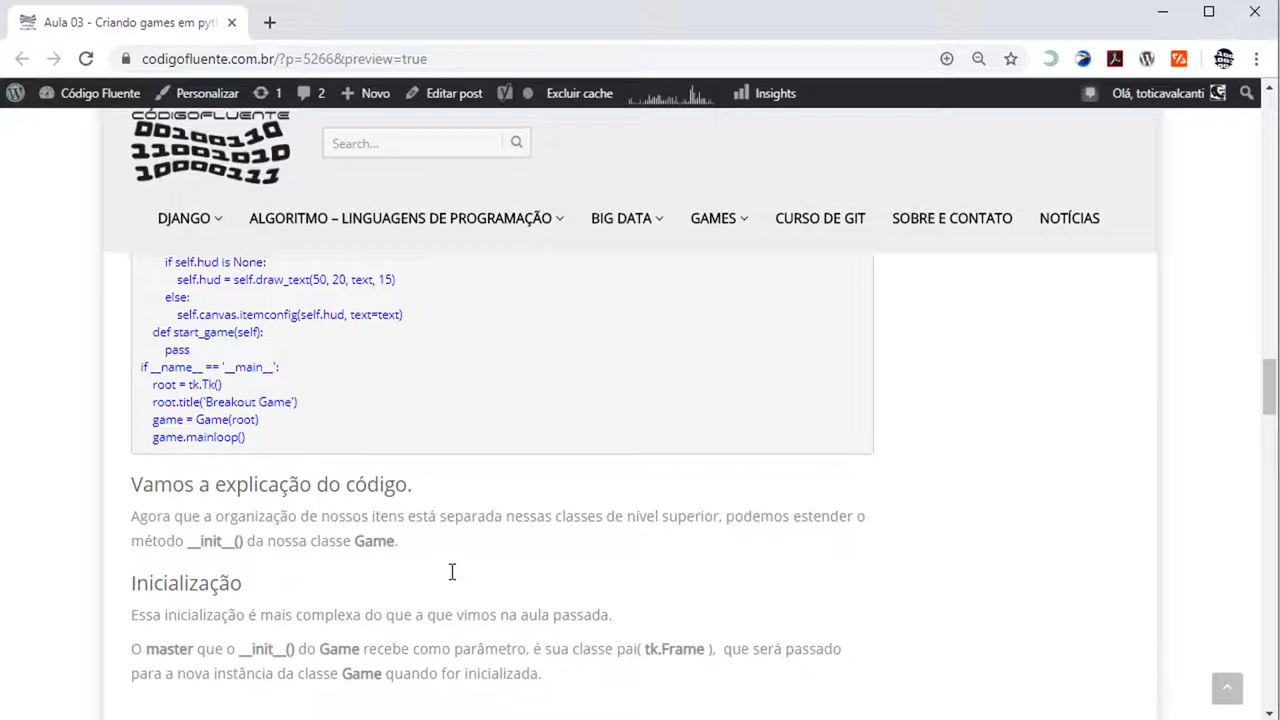 Aula 03 - Criando games em pyt
codigofluente.com.br/?p=5266&preview=true
Código Fluente Personalizar 1 2 Novo Editar post Excluir cache Insights Olá, toticavalcanti
CÓDIGOFLUENTE
00100110
11001010
10000111
Search...
DJANGO ALGORITMO – LINGUAGENS DE PROGRAMAÇÃO BIG DATA GAMES CURSO DE GIT SOBRE E CONTATO NOTÍCIAS
if self.hud is None:
self.hud = self.draw_text(50, 20, text, 15)
else:
self.canvas.itemconfig(self.hud, text=text)
def start_game(self):
pass
if __name__ == '__main__':
root = tk.Tk()
root.title('Breakout Game')
game = Game(root)
game.mainloop()
Vamos a explicação do código.
Agora que a organização de nossos itens está separada nessas classes de nível superior, podemos estender o
método __init__() da nossa classe Game.
Inicialização
Essa inicialização é mais complexa do que a que vimos na aula passada.
O master que o __init__() do Game recebe como parâmetro, é sua classe pai( tk.Frame ), que será passado
para a nova instância da classe Game quando for inicializada.